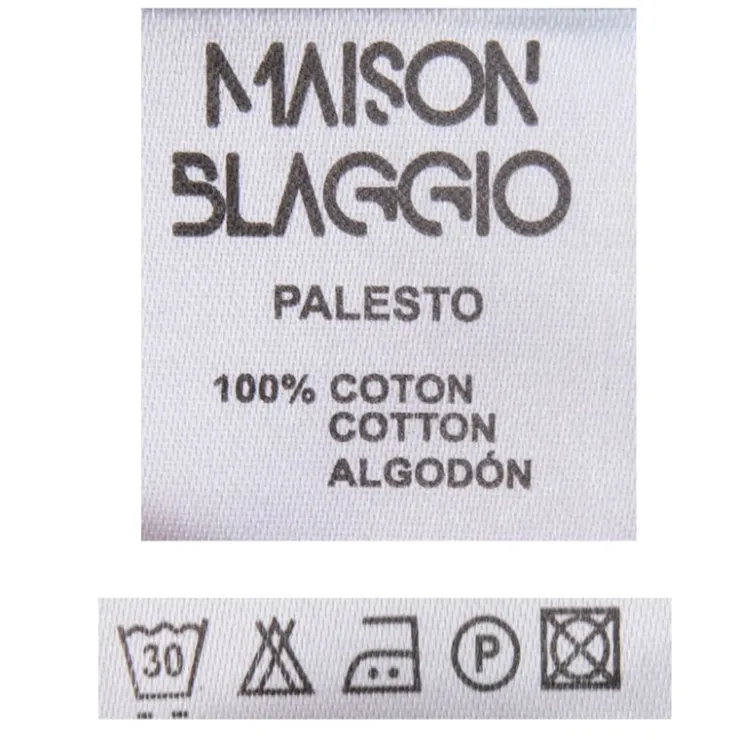 MAISON
BLAGGIO
PALESTO
100% COTON
COTTON
ALGODÓN
30
P